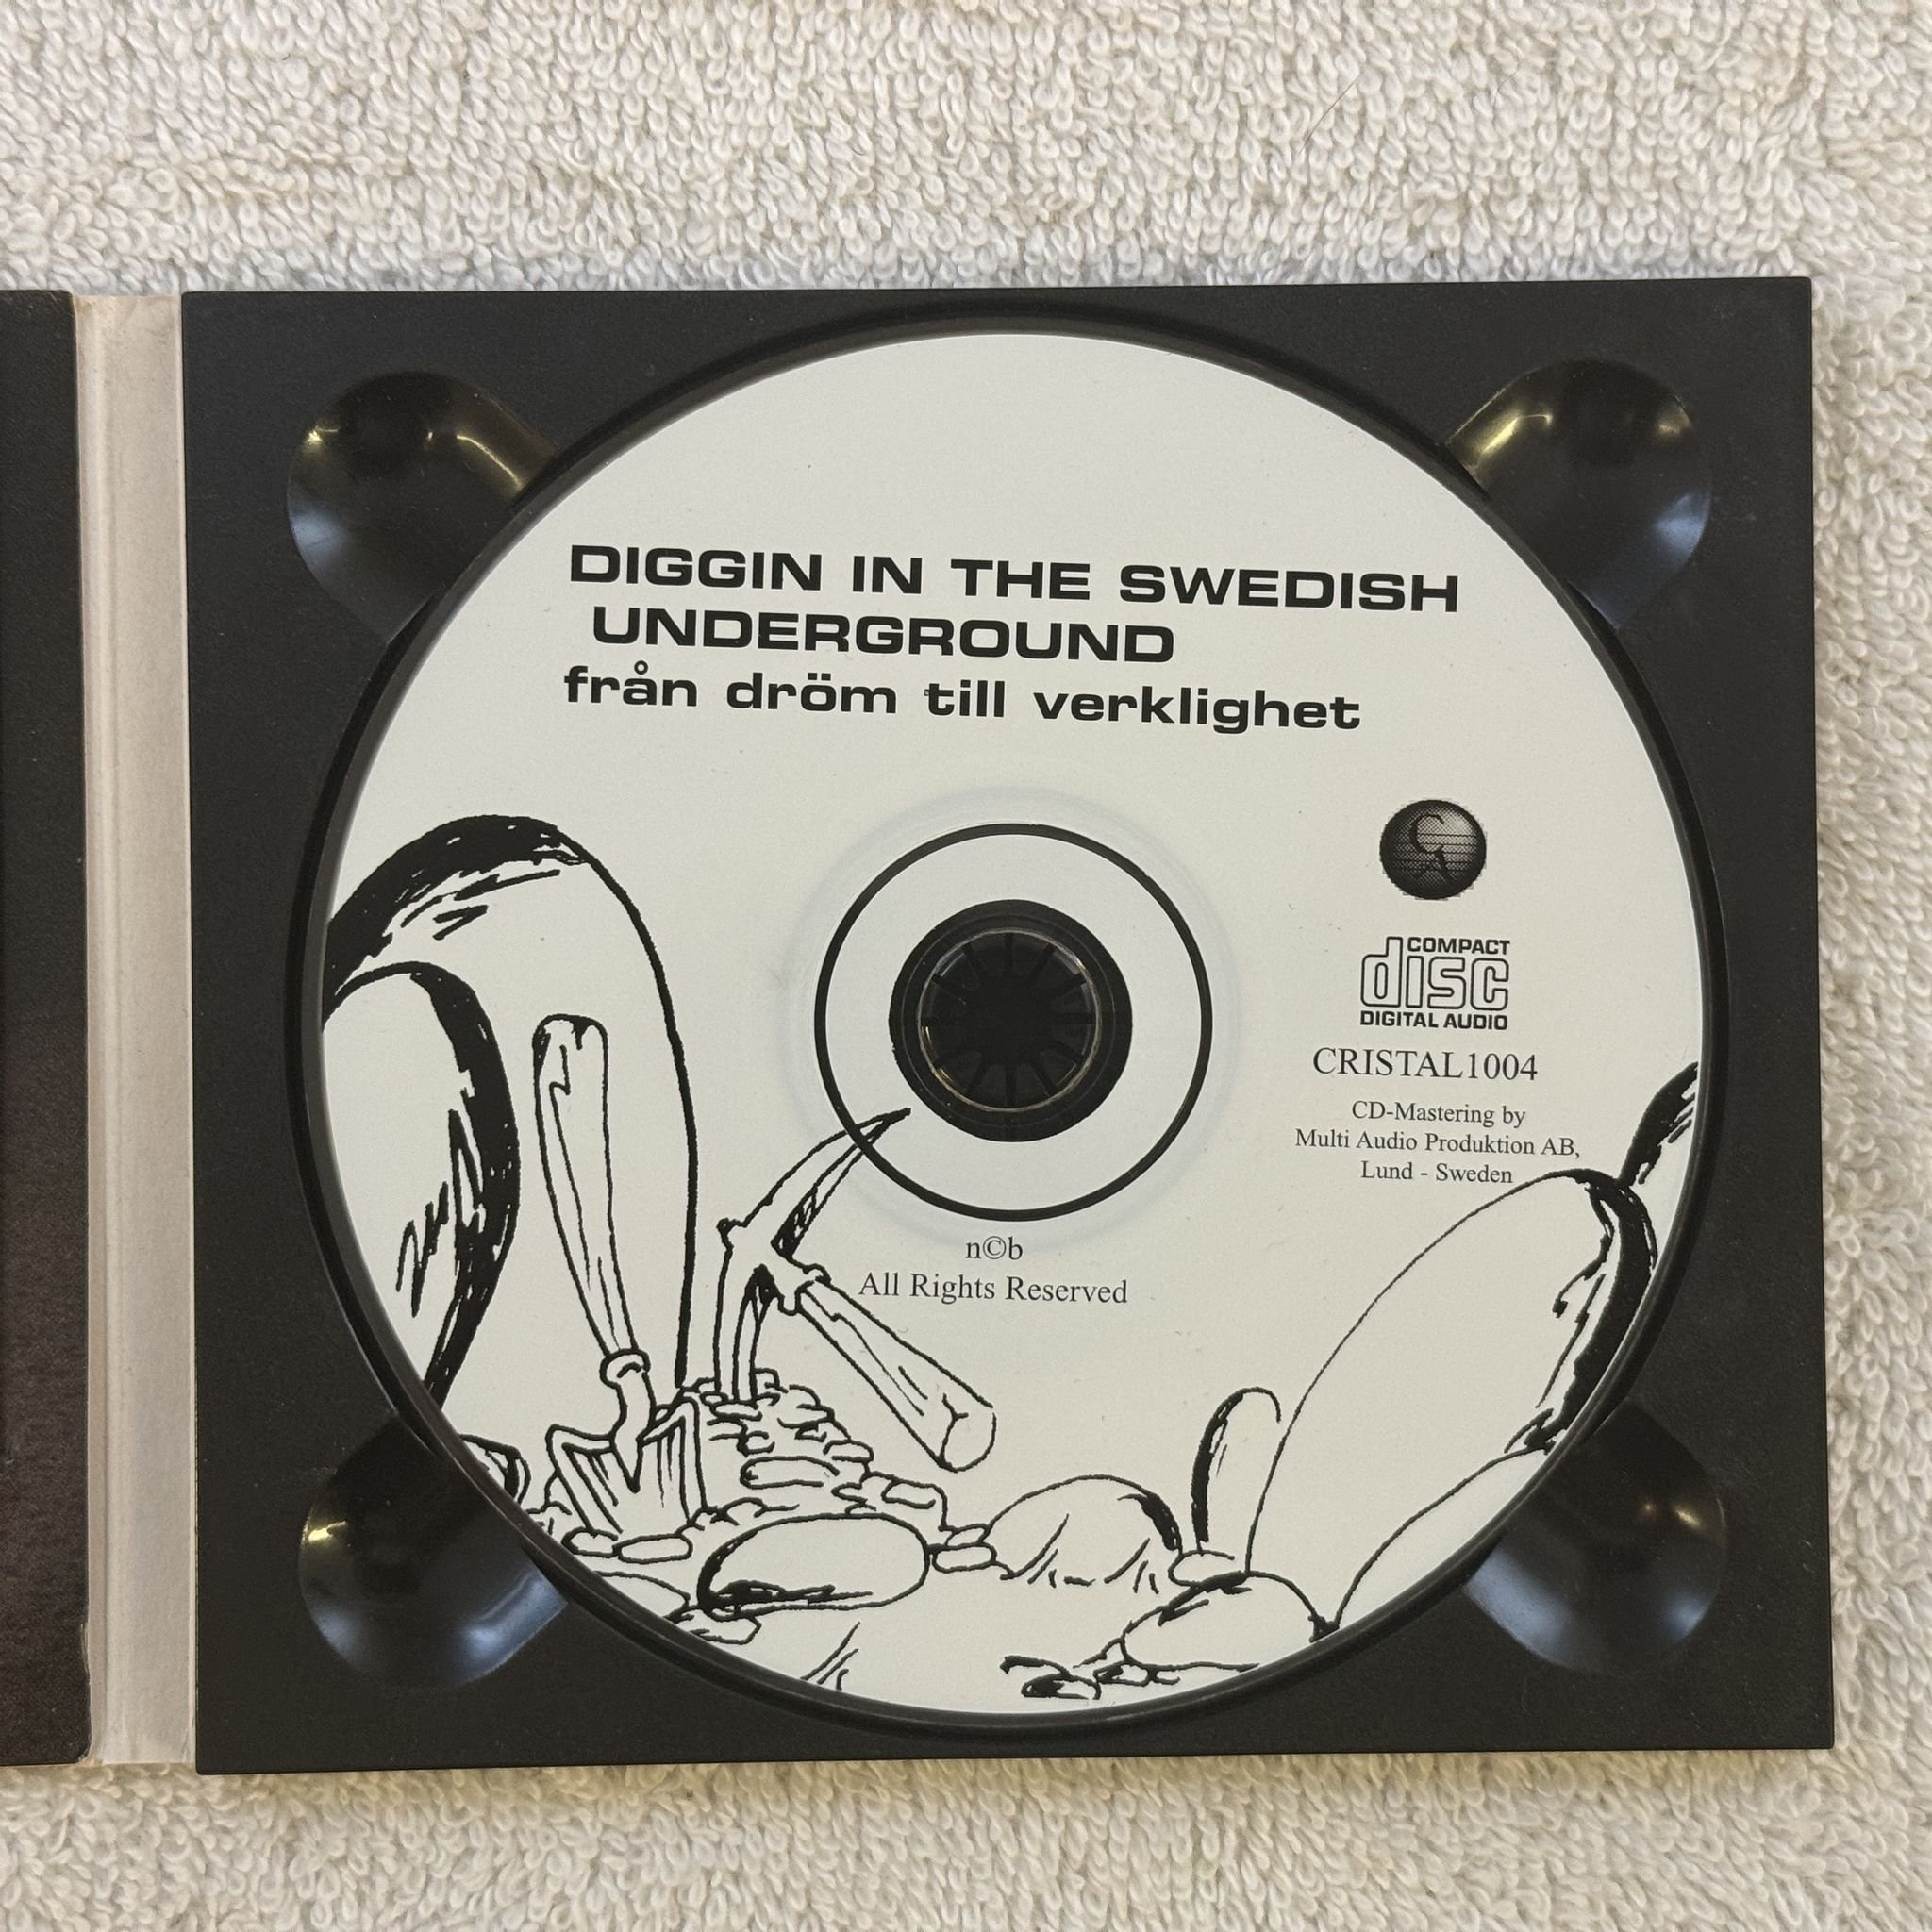 DIGGIN IN THE SWEDISH
UNDERGROUND
från dröm till verklighet
COMPACT
disc
DIGITAL AUDIO
CRISTAL1004
CD-Mastering by
Multi Audio Produktion AB,
Lund - Sweden
n©b
All Rights Reserved